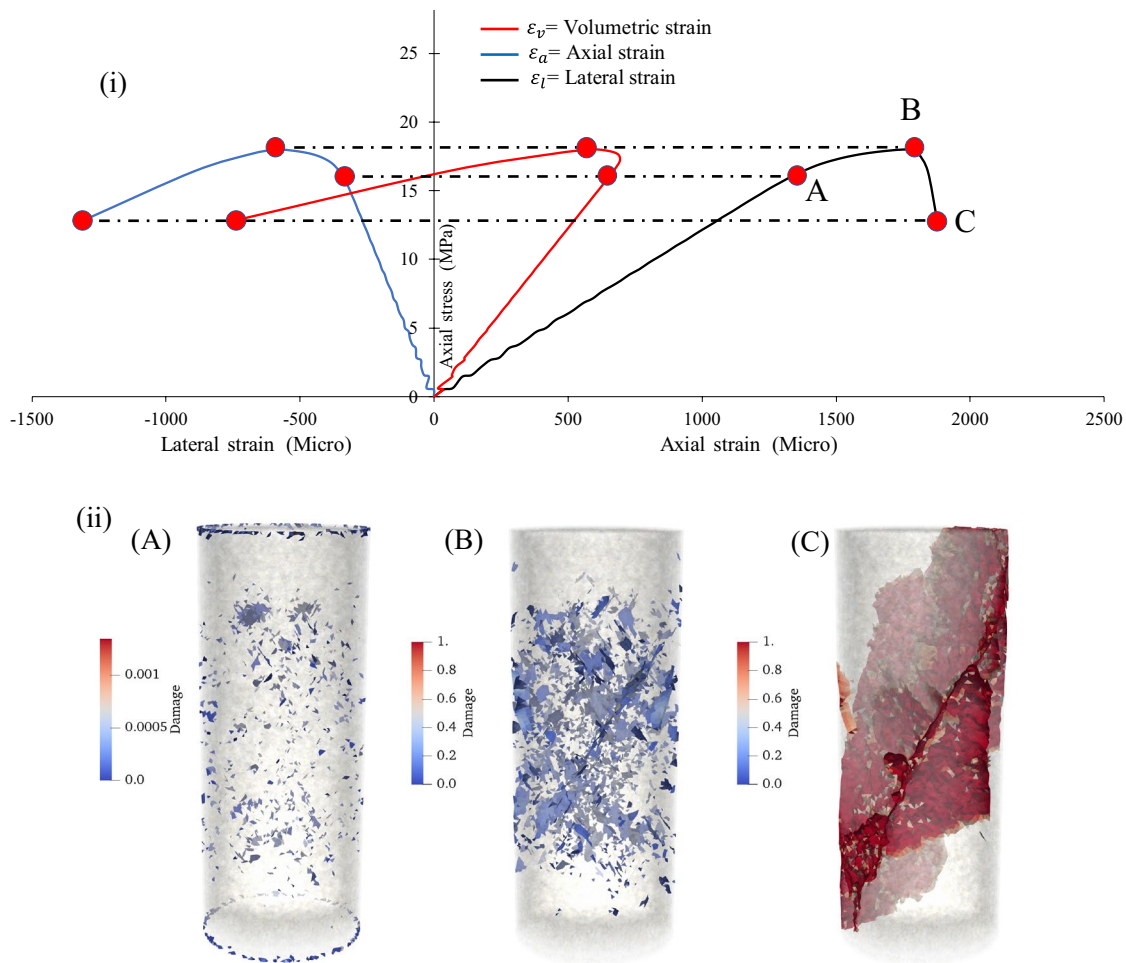 (i)
ε_v= Volumetric strain
ε_a= Axial strain
ε_l= Lateral strain
25
20
15
10
5
0
Axial stress (MPa)
A
B
C
-1500
-1000
-500
0
500
1000
1500
2000
2500
Lateral strain (Micro)
Axial strain (Micro)
(ii)
(A)
0.001
0.0005
0.0
Damage
(B)
1.
0.8
0.6
0.4
0.2
0.0
Damage
(C)
1.
0.8
0.6
0.4
0.2
0.0
Damage